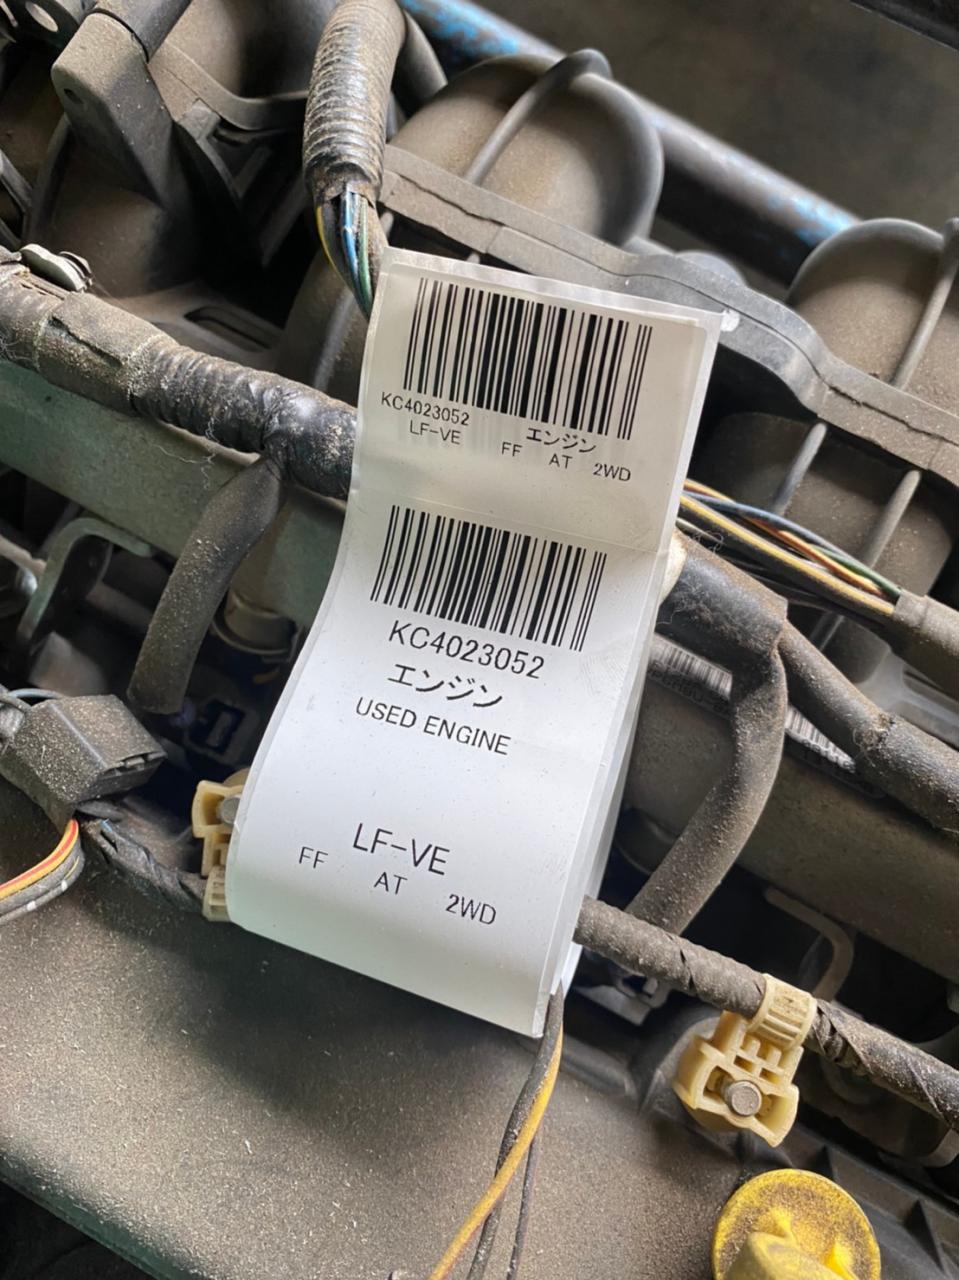 KC4023052 エンジン
LF-VE FF AT 2WD
KC4023052
エンジン
USED ENGINE
LF-VE
FF AT 2WD